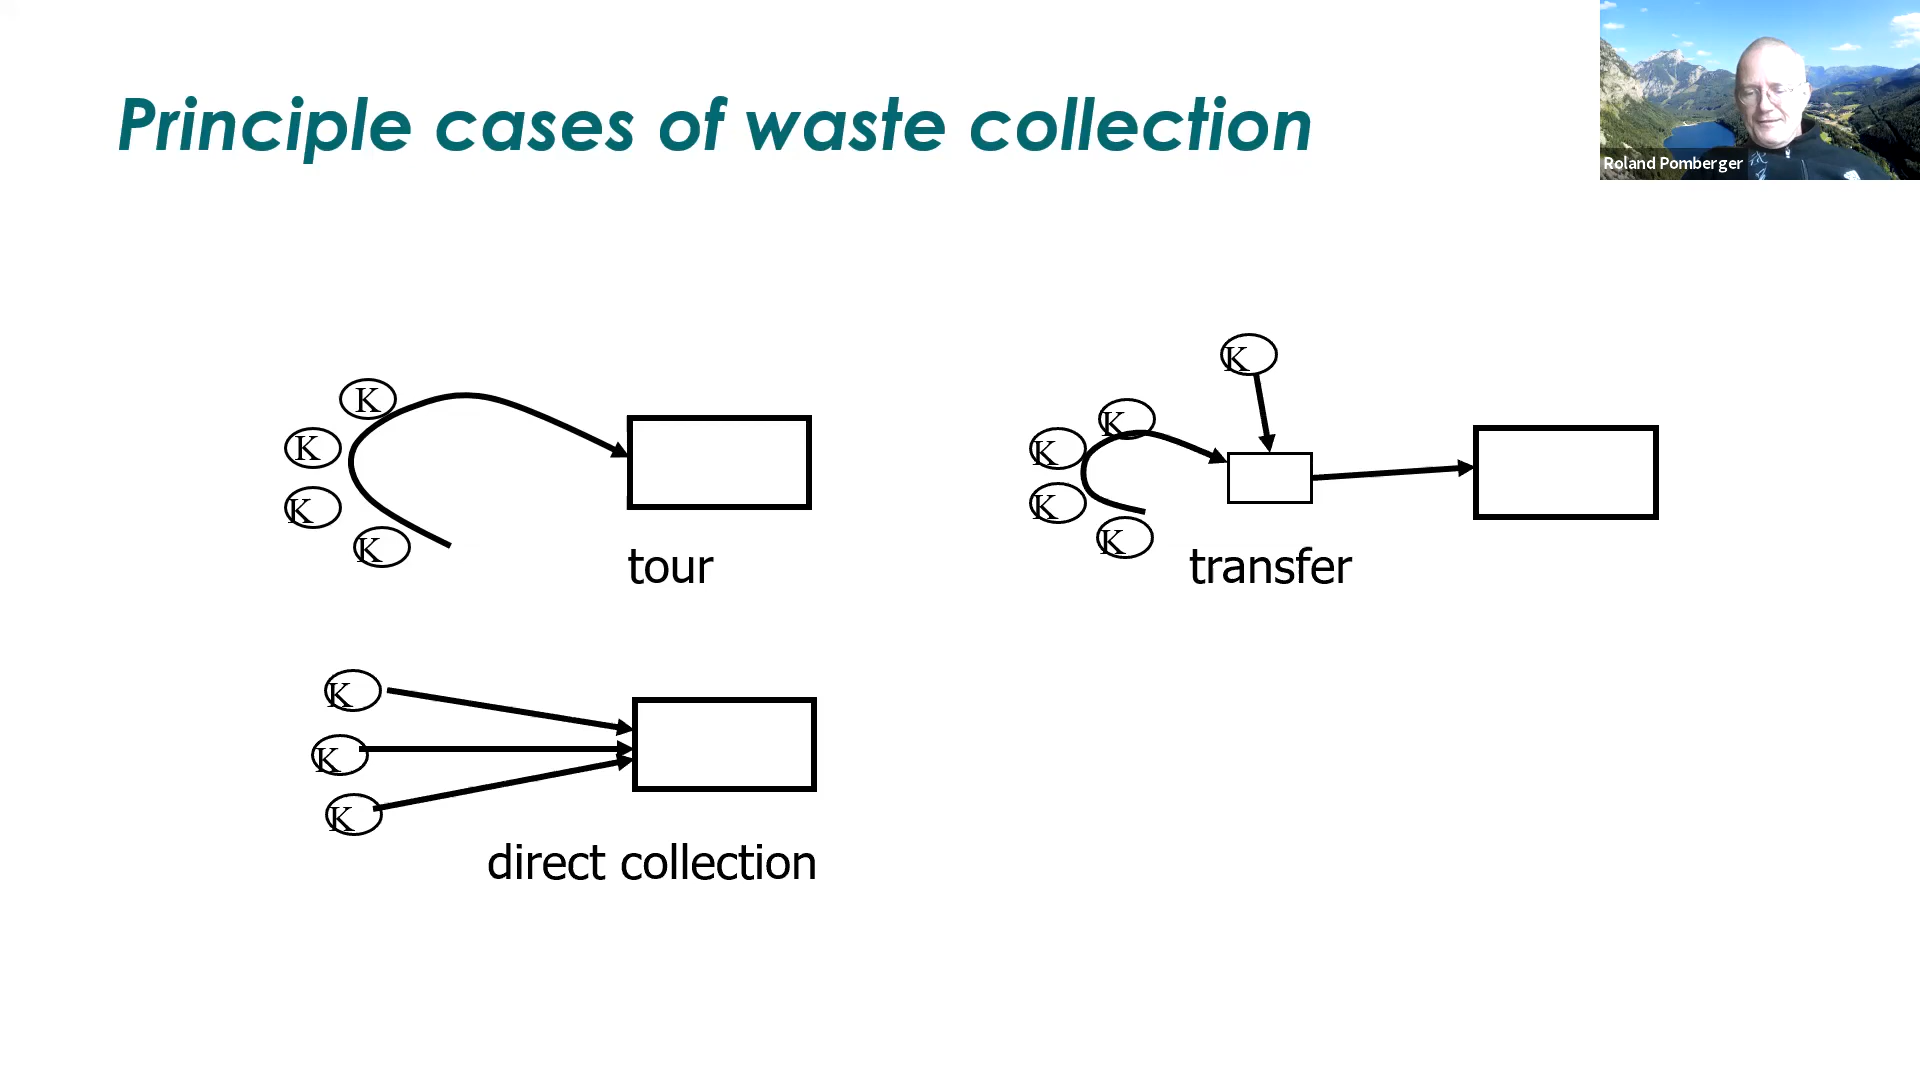 Principle cases of waste collection
Roland Pomberger
K
K
K
K
tour
K
K
K
K
K
transfer
K
K
K
direct collection